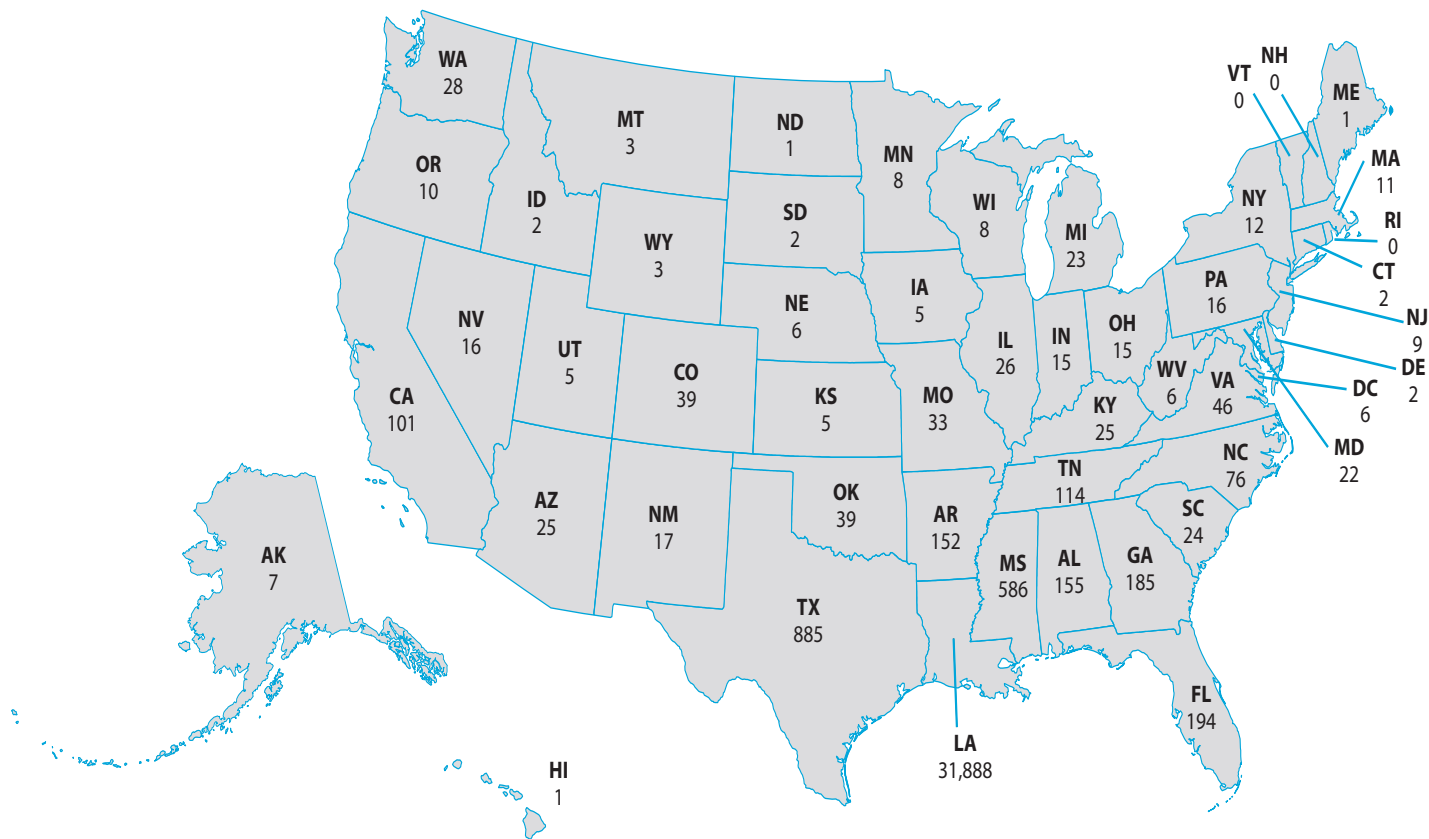 WA
28
MT
3
ND
1
MN
8
OR
10
ID
2
WY
3
SD
2
WI
8
MI
23
NY
12
VT
0
NH
0
ME
1
MA
11
RI
0
CT
2
NJ
9
DE
2
DC
6
MD
22
PA
16
IA
5
NE
6
NV
16
UT
5
CO
39
KS
5
MO
33
IL
26
IN
15
OH
15
WV
6
VA
46
KY
25
CA
101
NC
76
TN
114
SC
24
AZ
25
NM
17
OK
39
AR
152
MS
586
AL
155
GA
185
AK
7
TX
885
FL
194
LA
31,888
HI
1